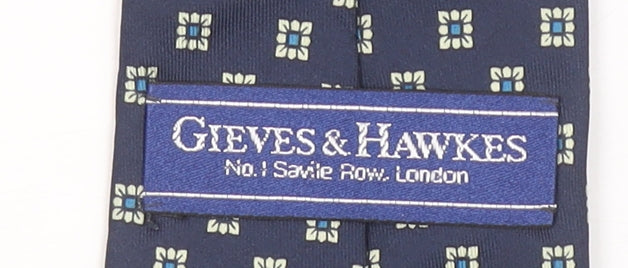 GIEVES & HAWKES
No.1 Savile Row. London